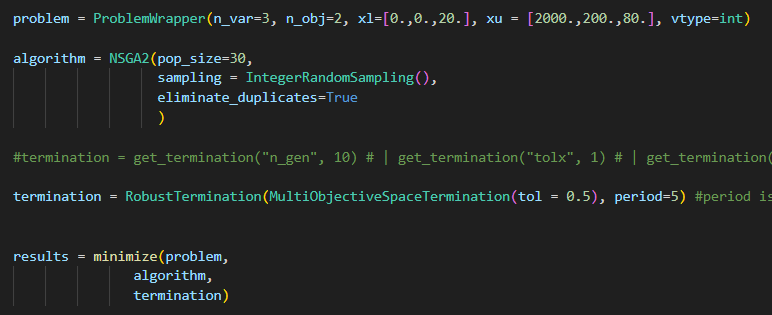 problem = ProblemWrapper(n_var=3, n_obj=2, xl=[0.,0.,20.], xu = [2000.,200.,80.], vtype=int)
algorithm = NSGA2(pop_size=30,
sampling = IntegerRandomSampling(),
eliminate_duplicates=True
)
#termination = get_termination("n_gen", 10) # | get_termination("tolx", 1) # | get_termination(
termination = RobustTermination(MultiObjectiveSpaceTermination(tol = 0.5), period=5) #period is
results = minimize(problem,
algorithm,
termination)